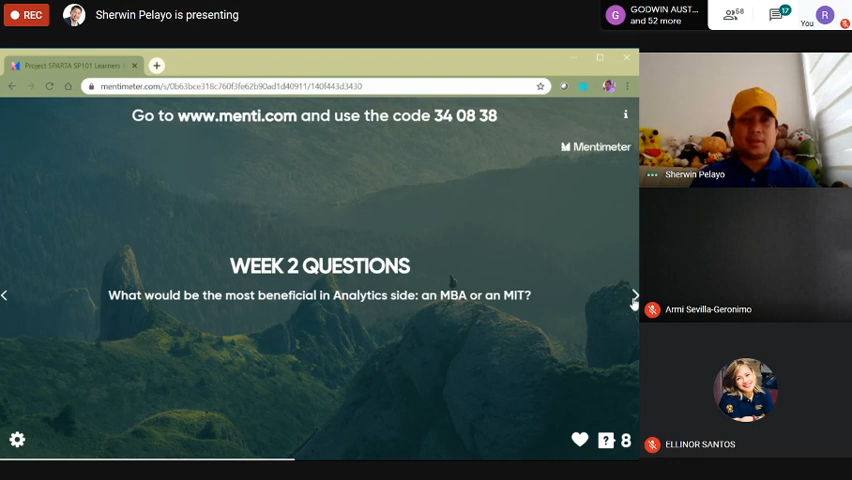 REC
Sherwin Pelayo is presenting
G
GODWIN AUST...
and 52 more
58
17
You
R
Project SPARTA SP101 Learners
mentimeter.com/s/0b63bce318c760f3fe62b90ad1d40911/140f443d3430
Go to www.menti.com and use the code 34 08 38
Mentimeter
WEEK 2 QUESTIONS
What would be the most beneficial in Analytics side: an MBA or an MIT?
8
Sherwin Pelayo
Armi Sevilla-Geronimo
ELLINOR SANTOS